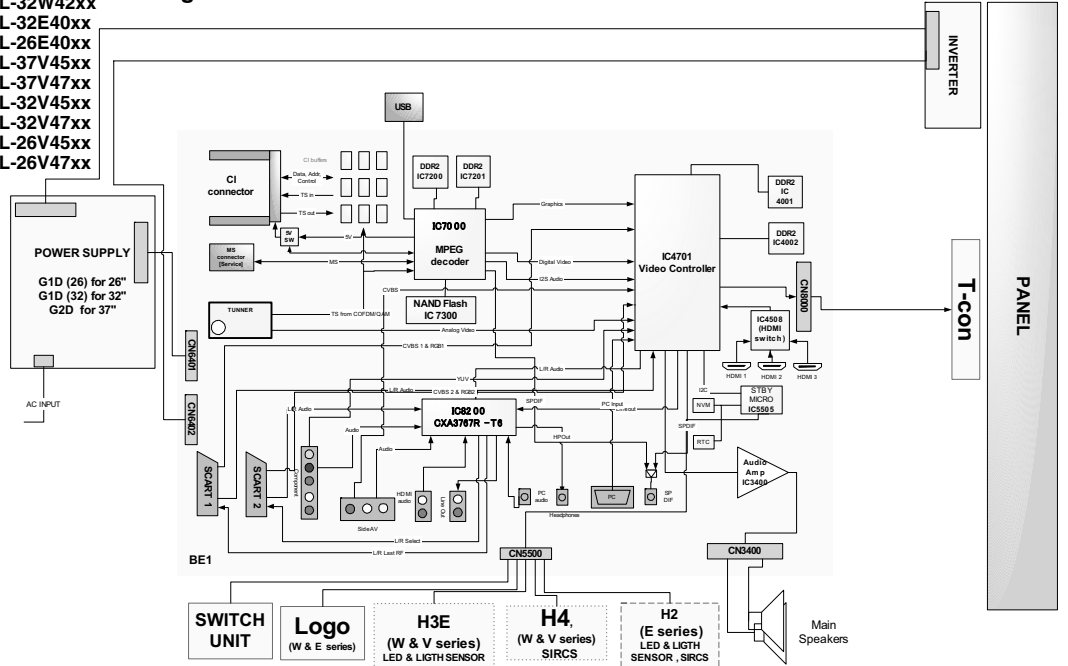 L-32W42xx
L-32E40xx
L-26E40xx
L-37V45xx
L-37V47xx
L-32V45xx
L-32V47xx
L-26V45xx
L-26V47xx
POWER SUPPLY
G1D (26) for 26"
G1D (32) for 32"
G2D for 37"
AC INPUT
CN6401
CN6402
INVERTER
PANEL
T-con
USB
CI
connector
CI buffers
Data, Addr,
Control
TS in
TS out
5V
SW
5V
MS
connector
[Service]
MS
DDR2
IC7200
DDR2
IC7201
IC7000
MPEG
decoder
NAND Flash
IC 7300
TUNNER
TS from COFDM/QAM
Graphics
Digital Video
I2S Audio
CVBS
Analog Video
CVBS 1 & RGB1
L/R Audio
YUV
L/R Audio
CVBS 2 & RGB2
L/R Audio
SPDIF
PC Input
IC4701
Video Controller
DDR2
IC
4001
DDR2
IC4002
CN8000
IC4508
(HDMI
switch)
HDMI 1
HDMI 2
HDMI 3
I2C
NVM
RTC
STBY
MICRO
IC5505
SPDIF
IC8200
CXA3767R -T6
Audio
Audio
HPOut
SCART 1
SCART 2
Component
Side AV
HDMI
audio
Line Out
PC
audio
Headphones
PC
SP
DIF
Audio
Amp
IC3400
L/R Select
L/R Last RF
BE1
CN5500
CN3400
SWITCH
UNIT
Logo
(W & E series)
H3E
(W & V series)
LED & LIGTH SENSOR
H4,
(W & V series)
SIRCS
H2
(E series)
LED & LIGTH
SENSOR , SIRCS
Main
Speakers